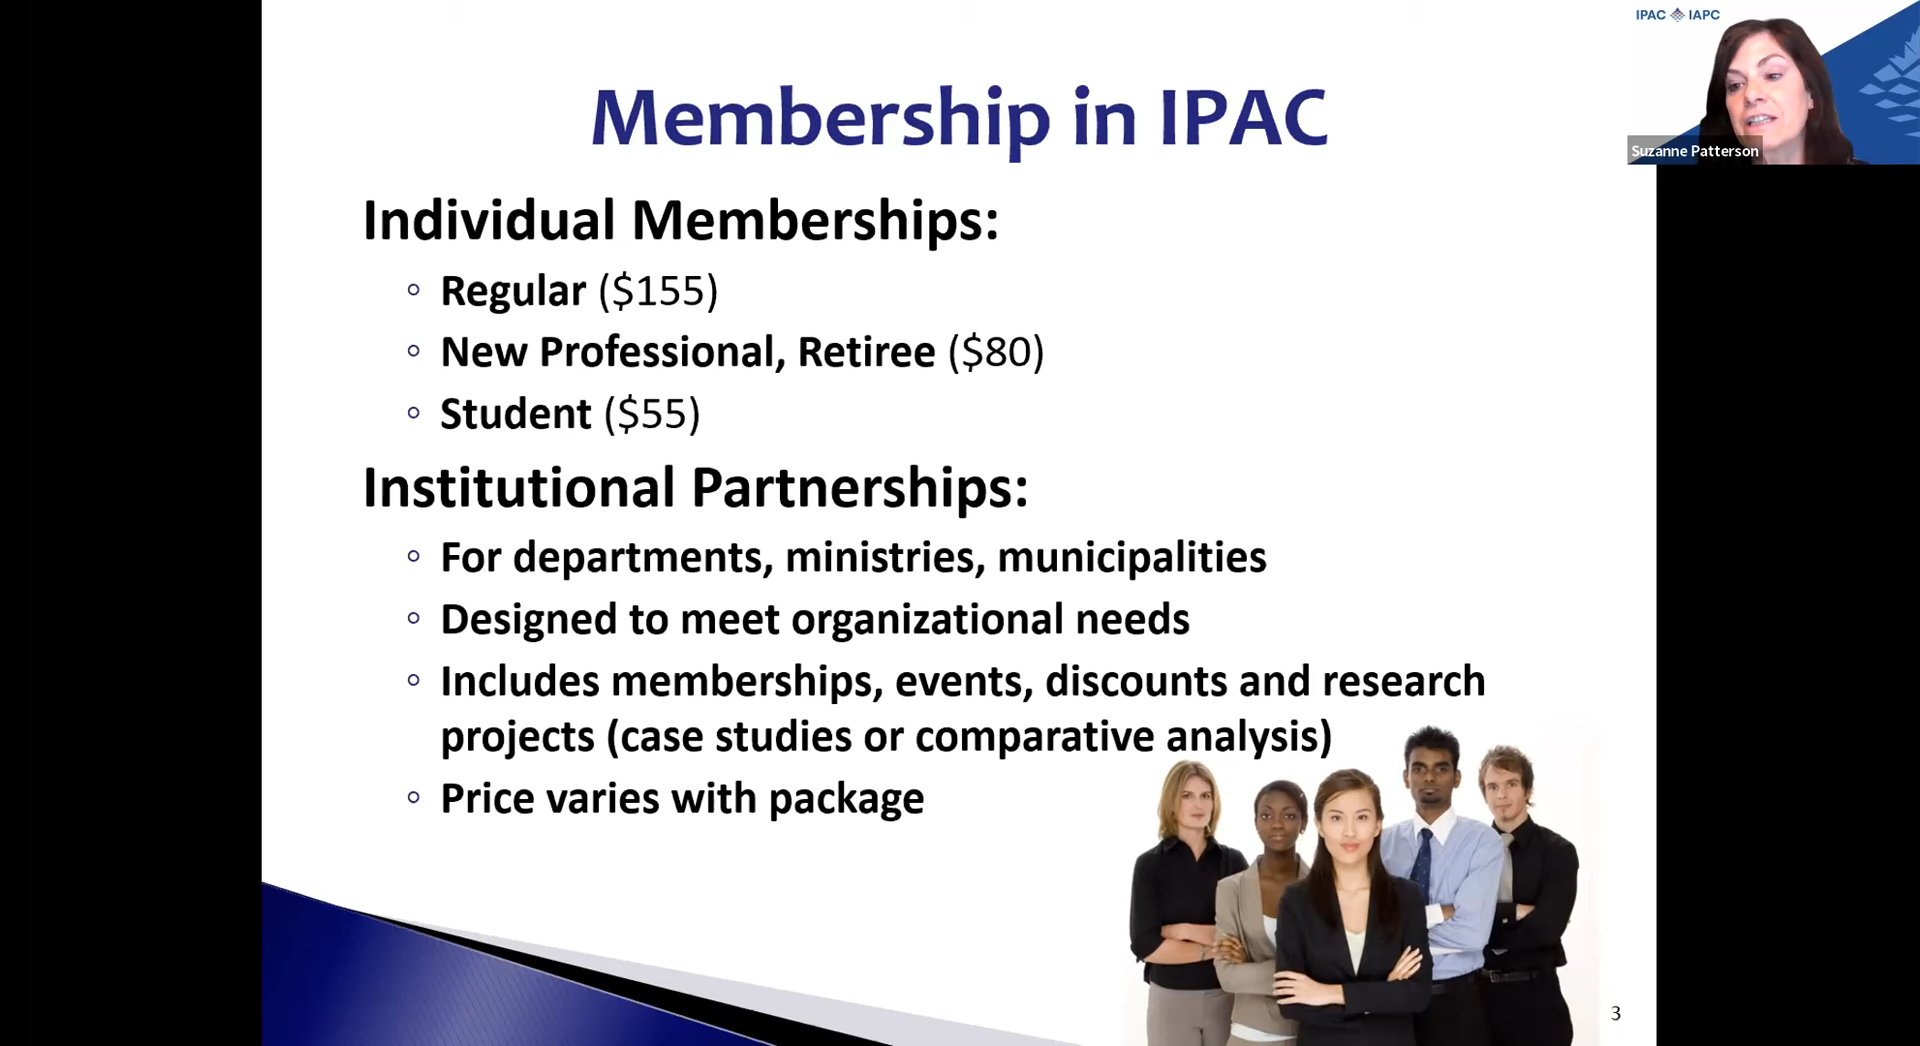 IPAC IAPC
Suzanne Patterson
Membership in IPAC
Individual Memberships:
Regular ($155)
New Professional, Retiree ($80)
Student ($55)
Institutional Partnerships:
For departments, ministries, municipalities
Designed to meet organizational needs
Includes memberships, events, discounts and research
projects (case studies or comparative analysis)
Price varies with package
3